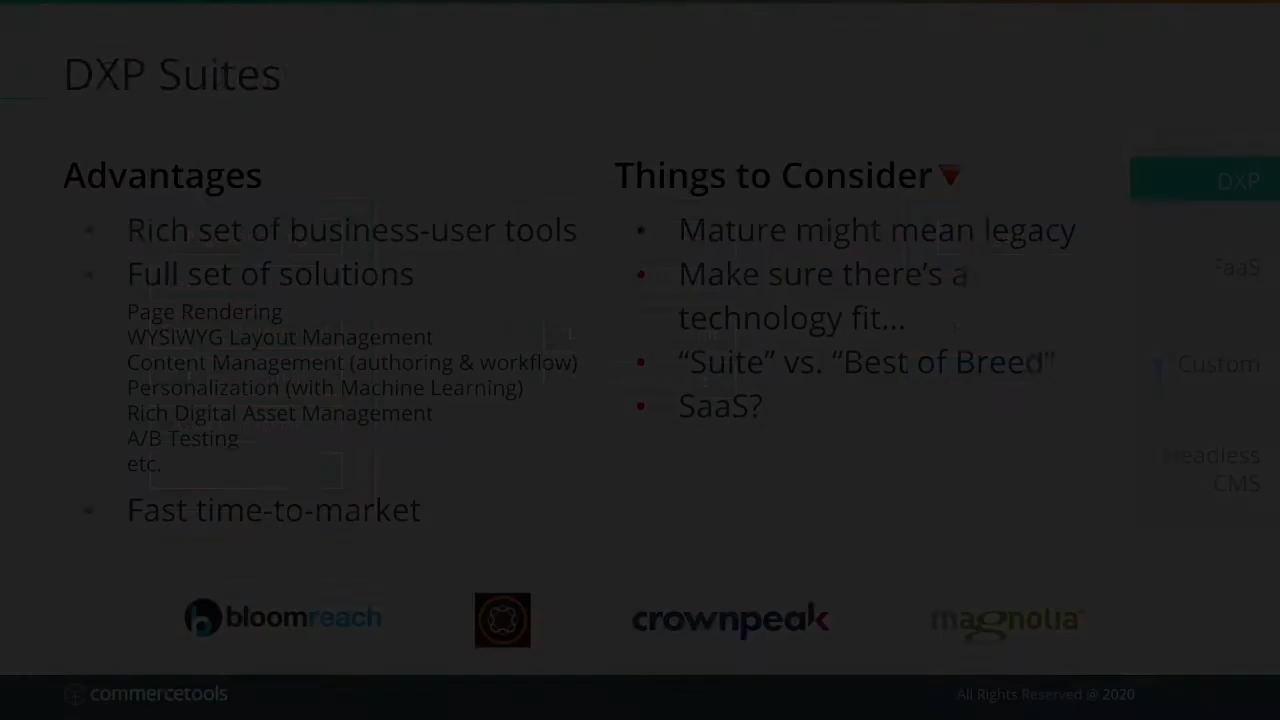 DXP Suites
Advantages
Rich set of business-user tools
Full set of solutions
Page Rendering
WYSIWYG Layout Management
Content Management (authoring & workflow)
Personalization (with Machine Learning)
Rich Digital Asset Management
A/B Testing
etc.
Fast time-to-market
Things to Consider
Mature might mean legacy
Make sure there’s a
technology fit...
“Suite” vs. “Best of Breed"
SaaS?
DXP
FaaS
Custom
Headless
CMS
bloomreach
crownpeak
magnolia
commercetools
All Rights Reserved @ 2020